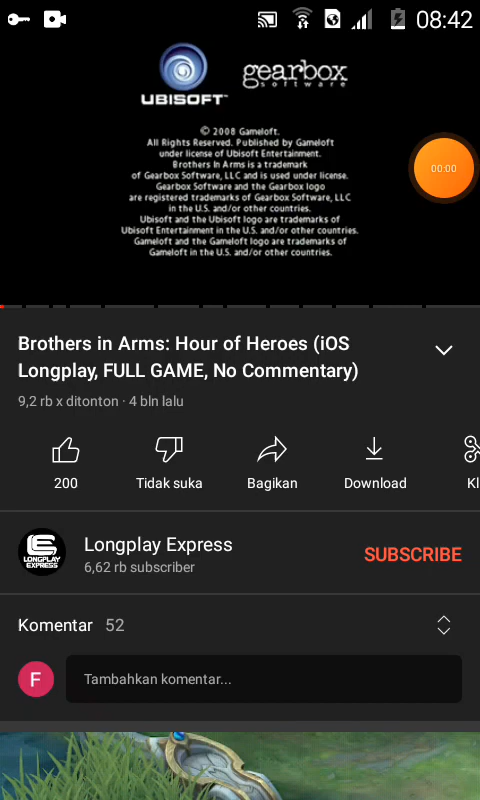 08:42
UBISOFT™
gearbox
software
© 2008 Gameloft.
All Rights Reserved. Published by Gameloft
under license of Ubisoft Entertainment.
Brothers In Arms is a trademark
of Gearbox Software, LLC and is used under license.
Gearbox Software and the Gearbox logo
are registered trademarks of Gearbox Software, LLC
in the U.S. and/or other countries.
Ubisoft and the Ubisoft logo are trademarks of
Ubisoft Entertainment in the U.S. and/or other countries.
Gameloft and the Gameloft logo are trademarks of
Gameloft in the U.S. and/or other countries.
00:00
Brothers in Arms: Hour of Heroes (iOS
Longplay, FULL GAME, No Commentary)
9,2 rb x ditonton · 4 bln lalu
200
Tidak suka
Bagikan
Download
Kl
LONGPLAY
EXPRESS
Longplay Express
6,62 rb subscriber
SUBSCRIBE
Komentar 52
F
Tambahkan komentar...